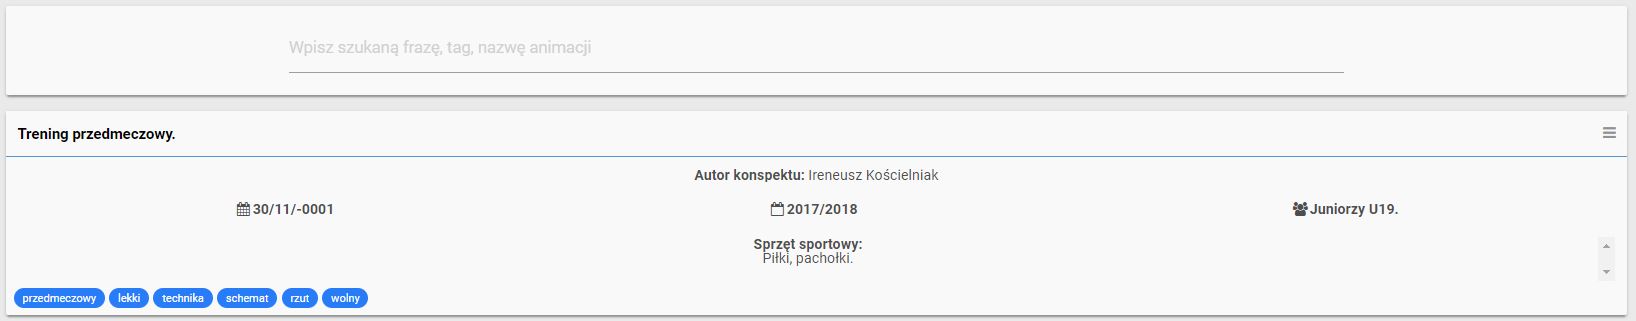 Wpisz szukaną frazę, tag, nazwę animacji
Trening przedmeczowy.
Autor konspektu: Ireneusz Kościelniak
30/11/-0001 2017/2018 Juniorzy U19.
Sprzęt sportowy:
Piłki, pachołki.
przedmeczowy lekki technika schemat rzut wolny